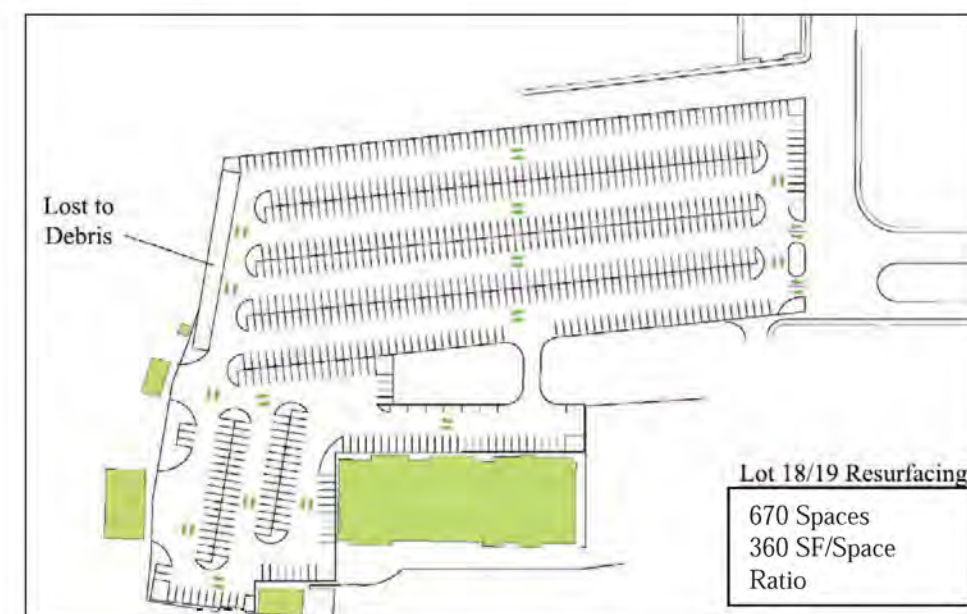 Lost to
Debris
Lot 18/19 Resurfacing
670 Spaces
360 SF/Space
Ratio